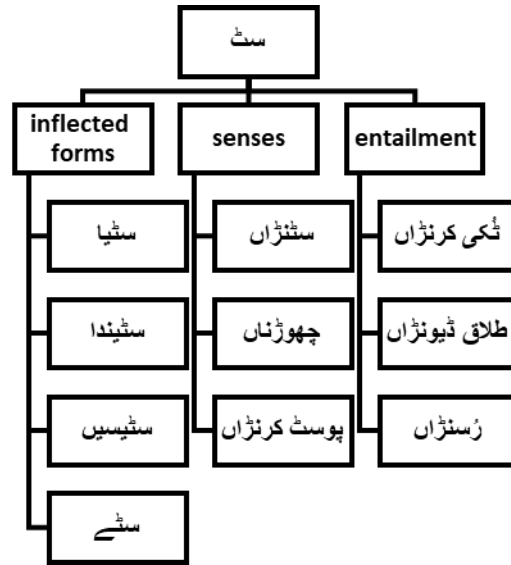 سٹ
inflected
forms
senses
entailment
سٹیا
سٹنڑاں
ٹُکی کرنڑاں
سٹیندا
چھوڑناں
طلاق ڈیونڑاں
سٹیسیں
پوسٹ کرنڑاں
رُسنڑاں
سٹے